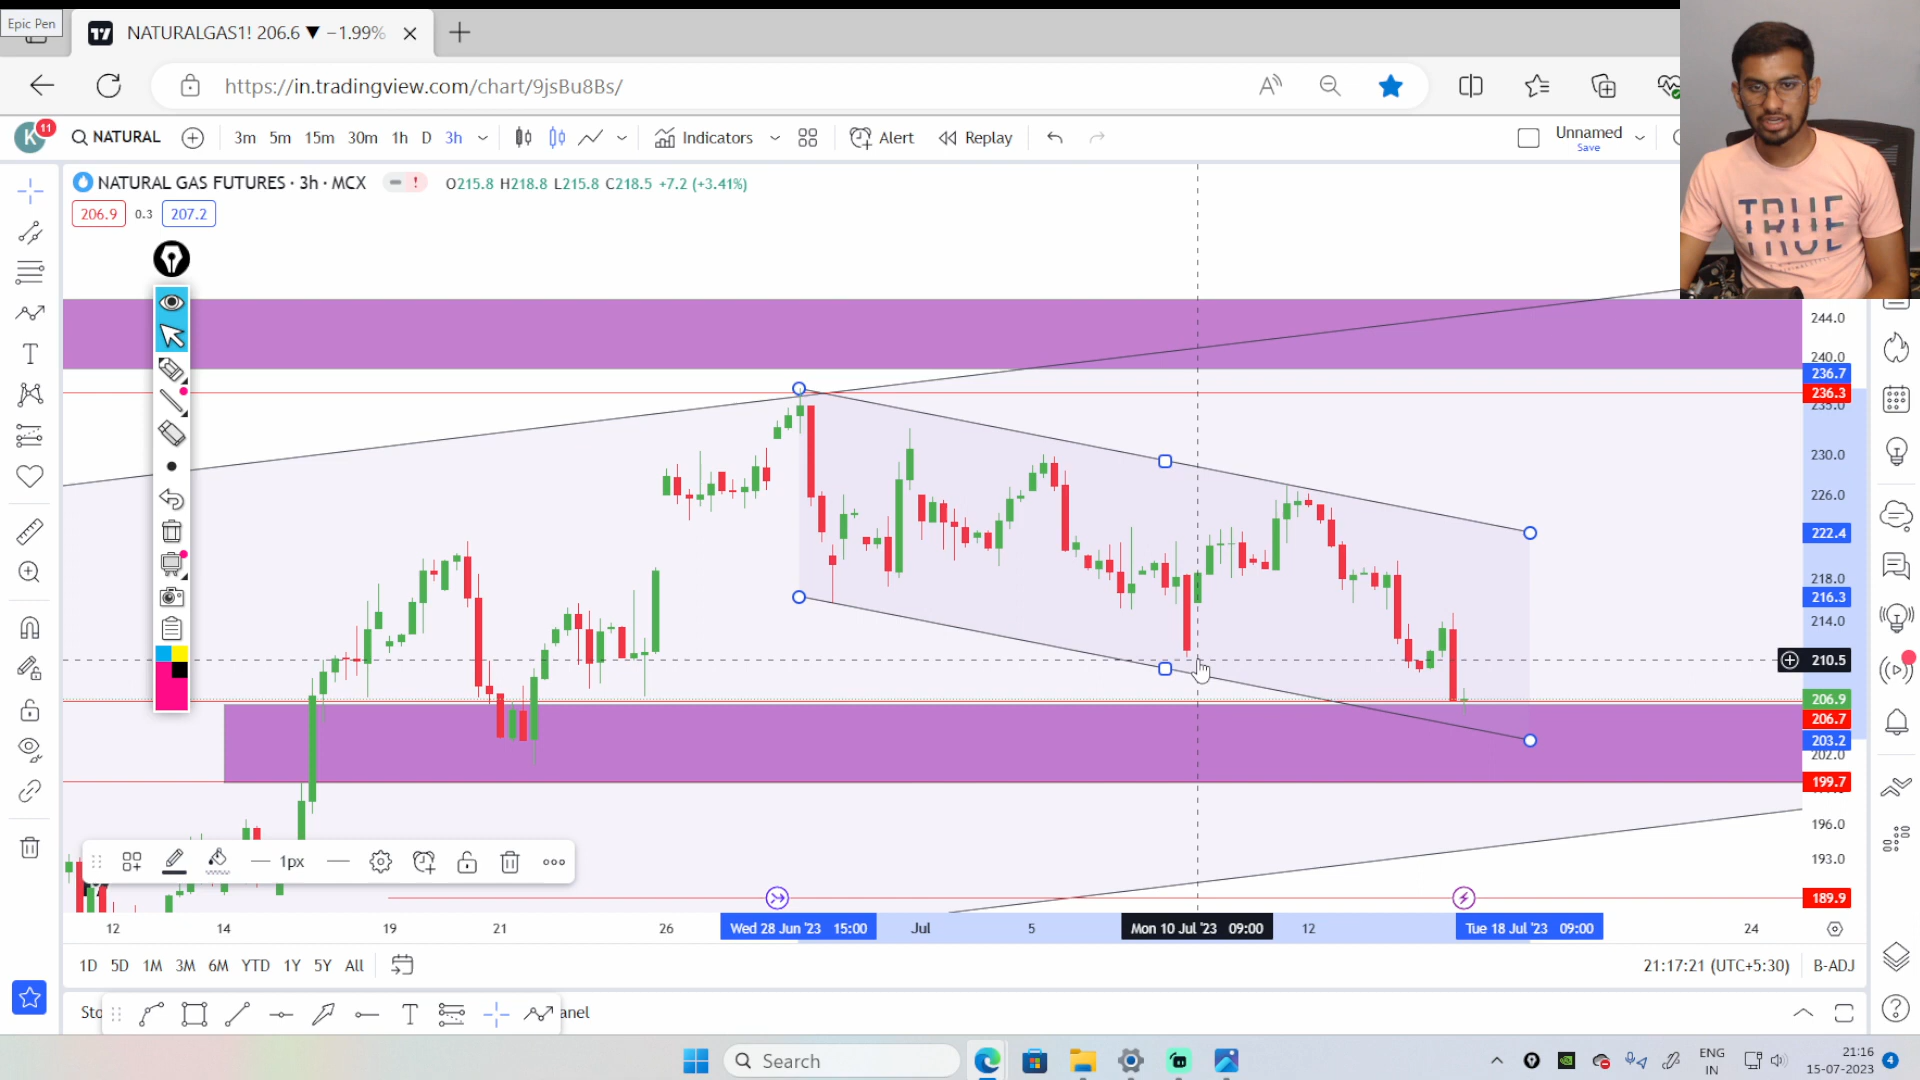 Epic Pen
NATURALGAS1! 206.6 ▼ −1.99%
https://in.tradingview.com/chart/9jsBu8Bs/
K 11
NATURAL
3m 5m 15m 30m 1h D 3h
Indicators
Alert
Replay
Unnamed
Save
TRUE
NATURAL GAS FUTURES · 3h · MCX
O215.8 H218.8 L215.8 C218.5 +7.2 (+3.41%)
206.9 0.3 207.2
244.0
240.0
236.7
236.3
235.0
230.0
226.0
222.4
218.0
216.3
214.0
210.5
206.9
206.7
203.2
202.0
199.7
196.0
193.0
189.9
1px
12 14 19 21 26 Wed 28 Jun '23 15:00 Jul 5 Mon 10 Jul '23 09:00 12 Tue 18 Jul '23 09:00 24
1D 5D 1M 3M 6M YTD 1Y 5Y All
21:17:21 (UTC+5:30) B-ADJ
Sto
anel
Search
ENG
IN
21:16
15-07-2023
4